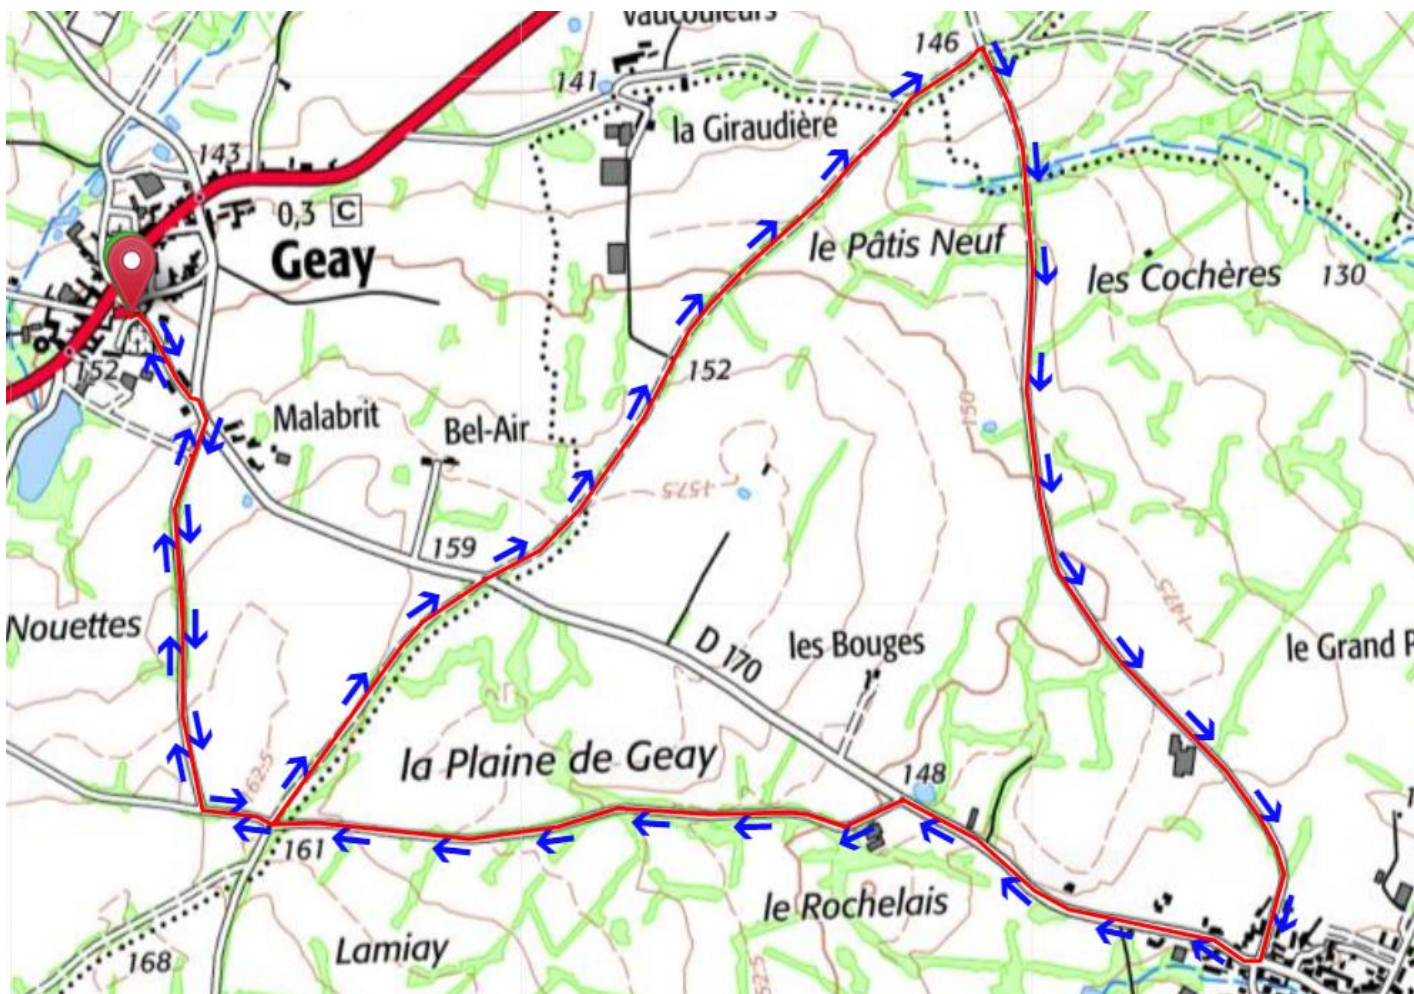 Vaucouleurs
146
141
la Giraudière
143
0,3 C
Geay
le Pâtis Neuf
les Cochères
130
152
152
Malabrit
Bel-Air
150
157.5
159
147.5
Nouettes
D 170
les Bouges
le Grand P
la Plaine de Geay
162.5
148
161
le Rochelais
Lamiay
168